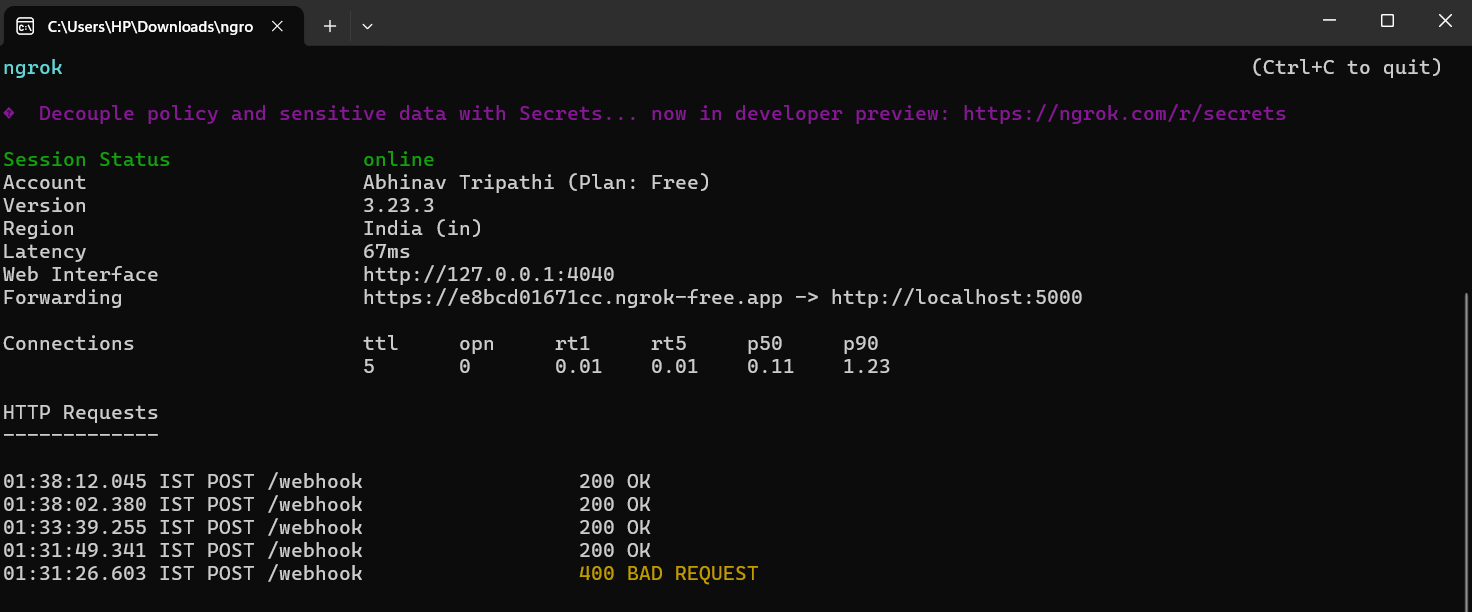 C:\Users\HP\Downloads\ngro
ngrok (Ctrl+C to quit)
� Decouple policy and sensitive data with Secrets... now in developer preview: https://ngrok.com/r/secrets
Session Status online
Account Abhinav Tripathi (Plan: Free)
Version 3.23.3
Region India (in)
Latency 67ms
Web Interface http://127.0.0.1:4040
Forwarding https://e8bcd01671cc.ngrok-free.app -> http://localhost:5000
Connections ttl opn rt1 rt5 p50 p90
5 0 0.01 0.01 0.11 1.23
HTTP Requests
-------------
01:38:12.045 IST POST /webhook 200 OK
01:38:02.380 IST POST /webhook 200 OK
01:33:39.255 IST POST /webhook 200 OK
01:31:49.341 IST POST /webhook 200 OK
01:31:26.603 IST POST /webhook 400 BAD REQUEST